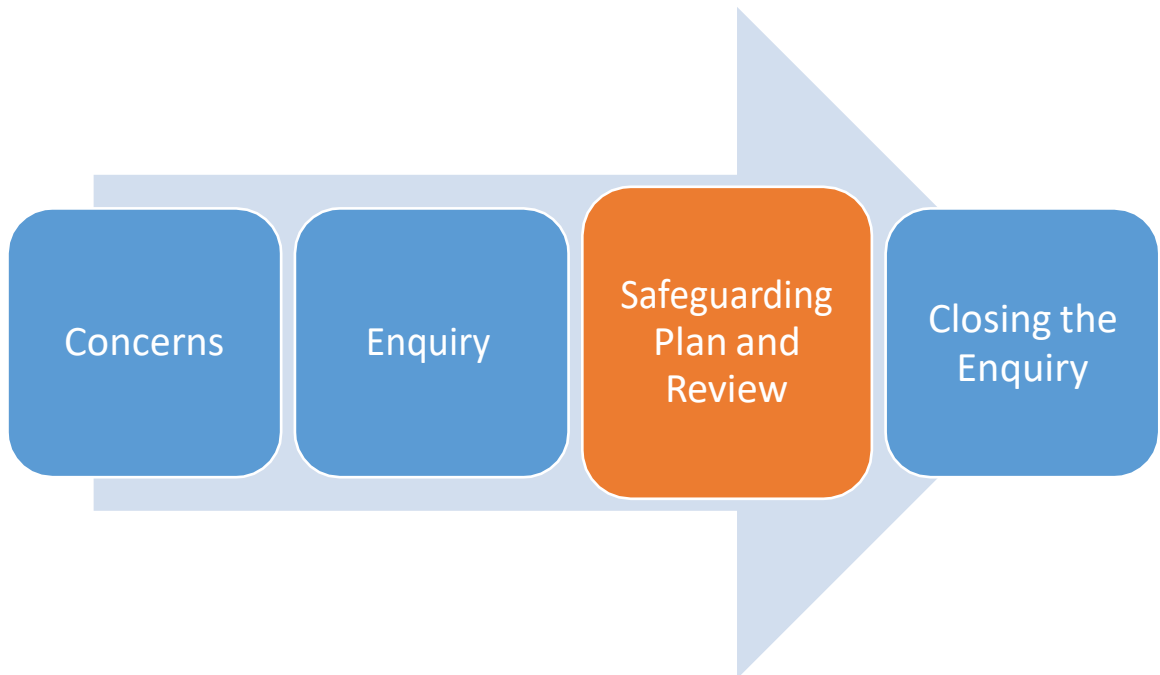 Concerns
Enquiry
Safeguarding
Plan and
Review
Closing the
Enquiry